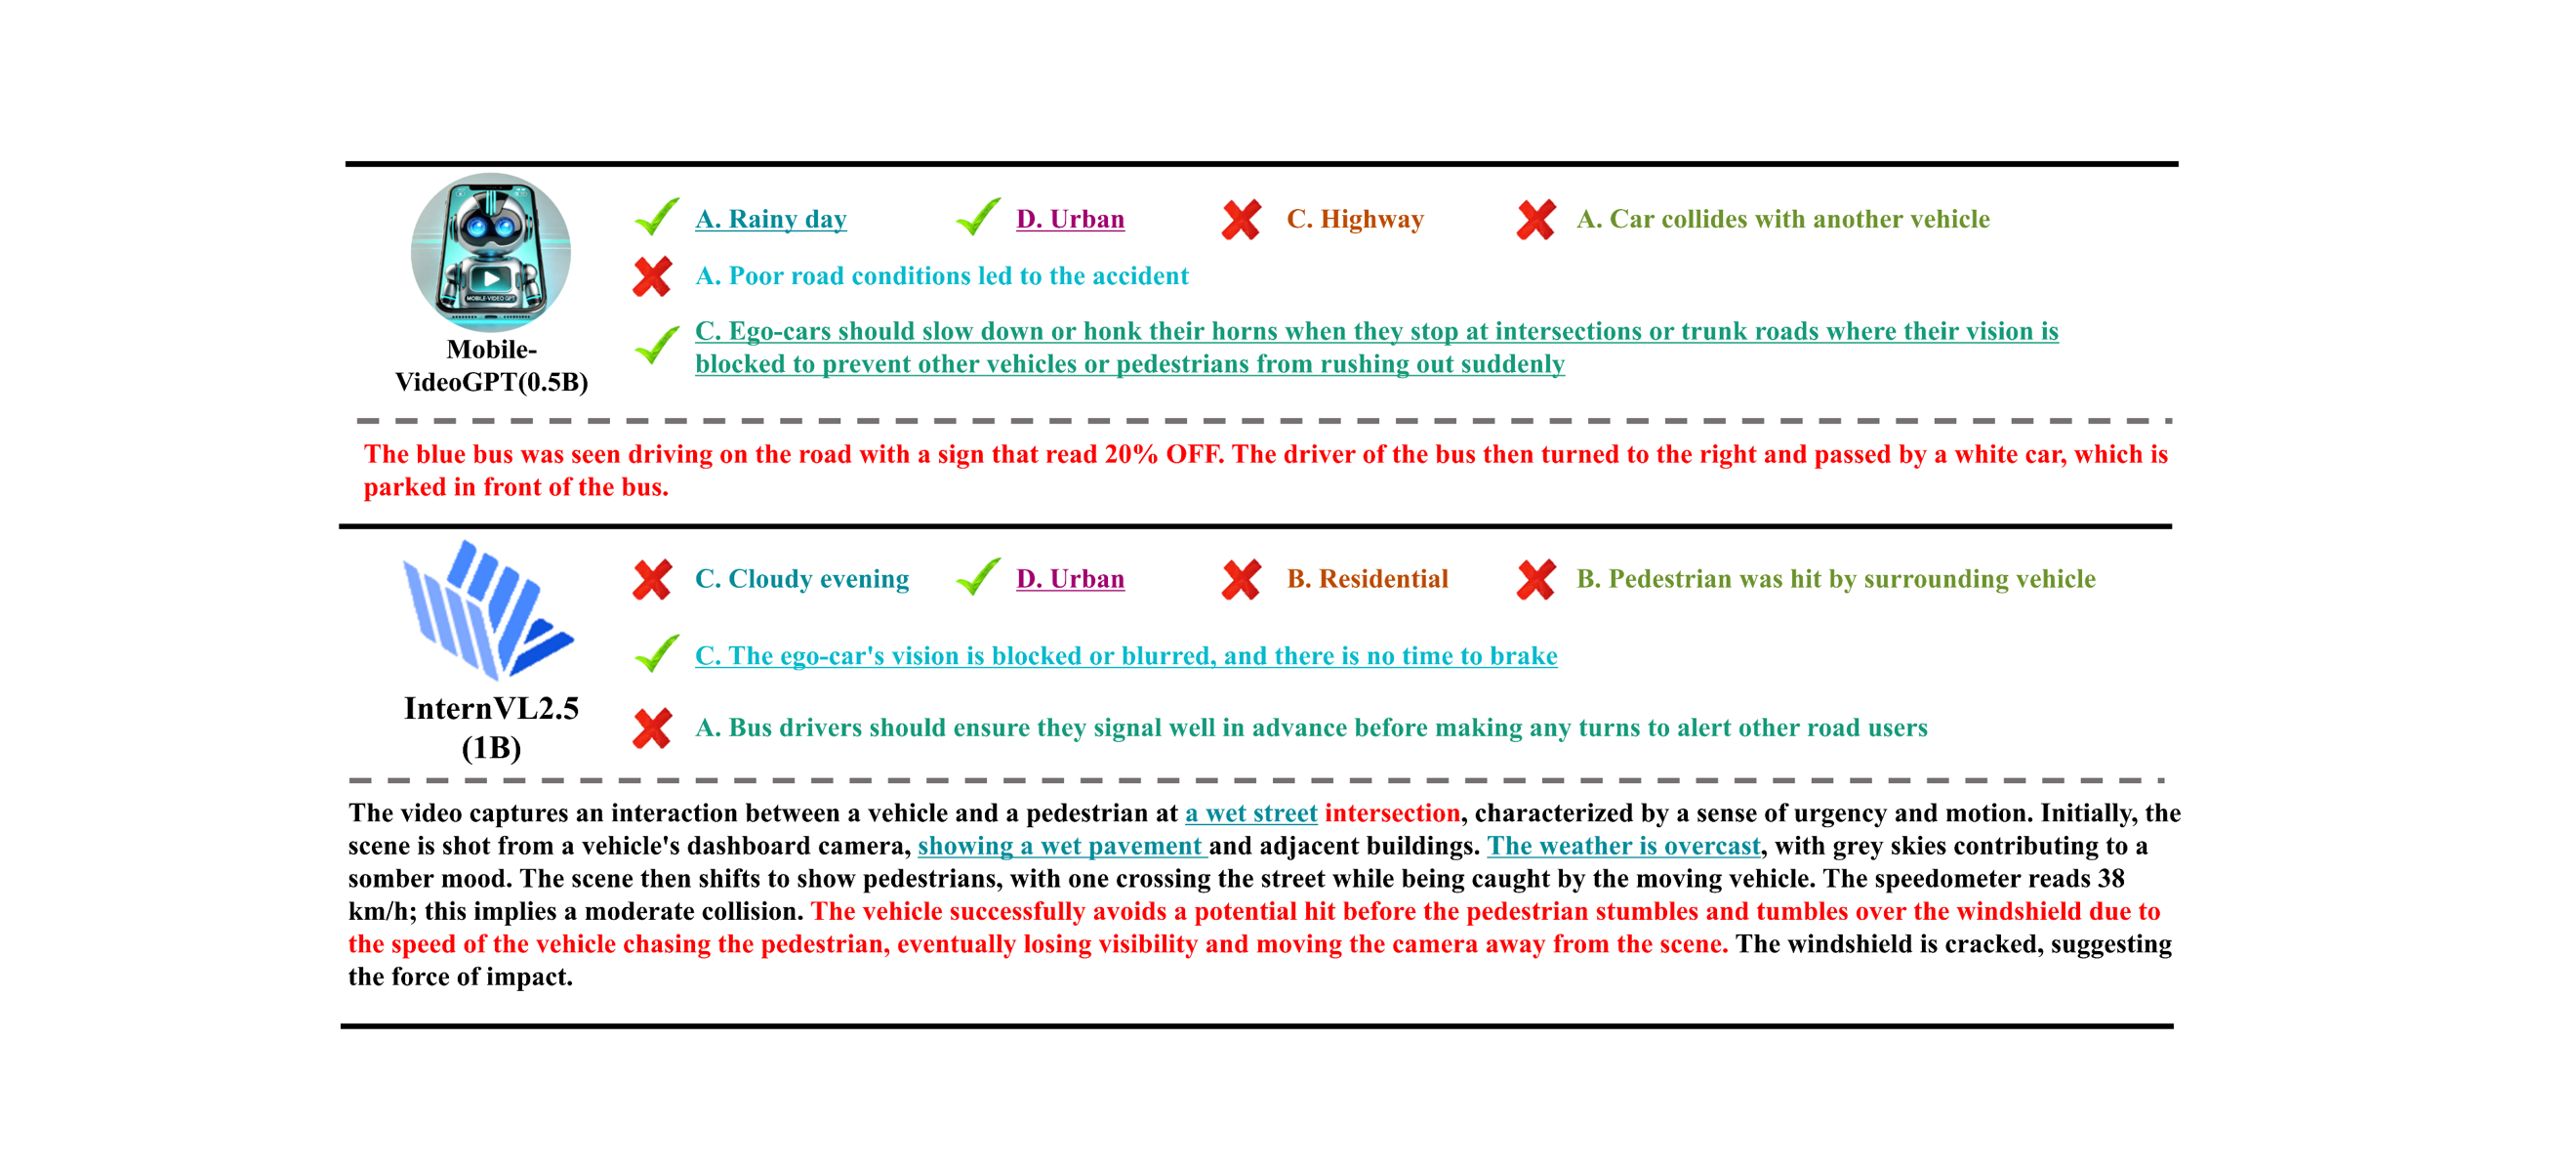 A. Rainy day
D. Urban
C. Highway
A. Car collides with another vehicle
A. Poor road conditions led to the accident
C. Ego-cars should slow down or honk their horns when they stop at intersections or trunk roads where their vision is
blocked to prevent other vehicles or pedestrians from rushing out suddenly
MOBILE-VIDEO GPT
Mobile-
VideoGPT(0.5B)
The blue bus was seen driving on the road with a sign that read 20% OFF. The driver of the bus then turned to the right and passed by a white car, which is
parked in front of the bus.
C. Cloudy evening
D. Urban
B. Residential
B. Pedestrian was hit by surrounding vehicle
C. The ego-car's vision is blocked or blurred, and there is no time to brake
A. Bus drivers should ensure they signal well in advance before making any turns to alert other road users
InternVL2.5
(1B)
The video captures an interaction between a vehicle and a pedestrian at a wet street intersection, characterized by a sense of urgency and motion. Initially, the
scene is shot from a vehicle's dashboard camera, showing a wet pavement and adjacent buildings. The weather is overcast, with grey skies contributing to a
somber mood. The scene then shifts to show pedestrians, with one crossing the street while being caught by the moving vehicle. The speedometer reads 38
km/h; this implies a moderate collision. The vehicle successfully avoids a potential hit before the pedestrian stumbles and tumbles over the windshield due to
the speed of the vehicle chasing the pedestrian, eventually losing visibility and moving the camera away from the scene. The windshield is cracked, suggesting
the force of impact.